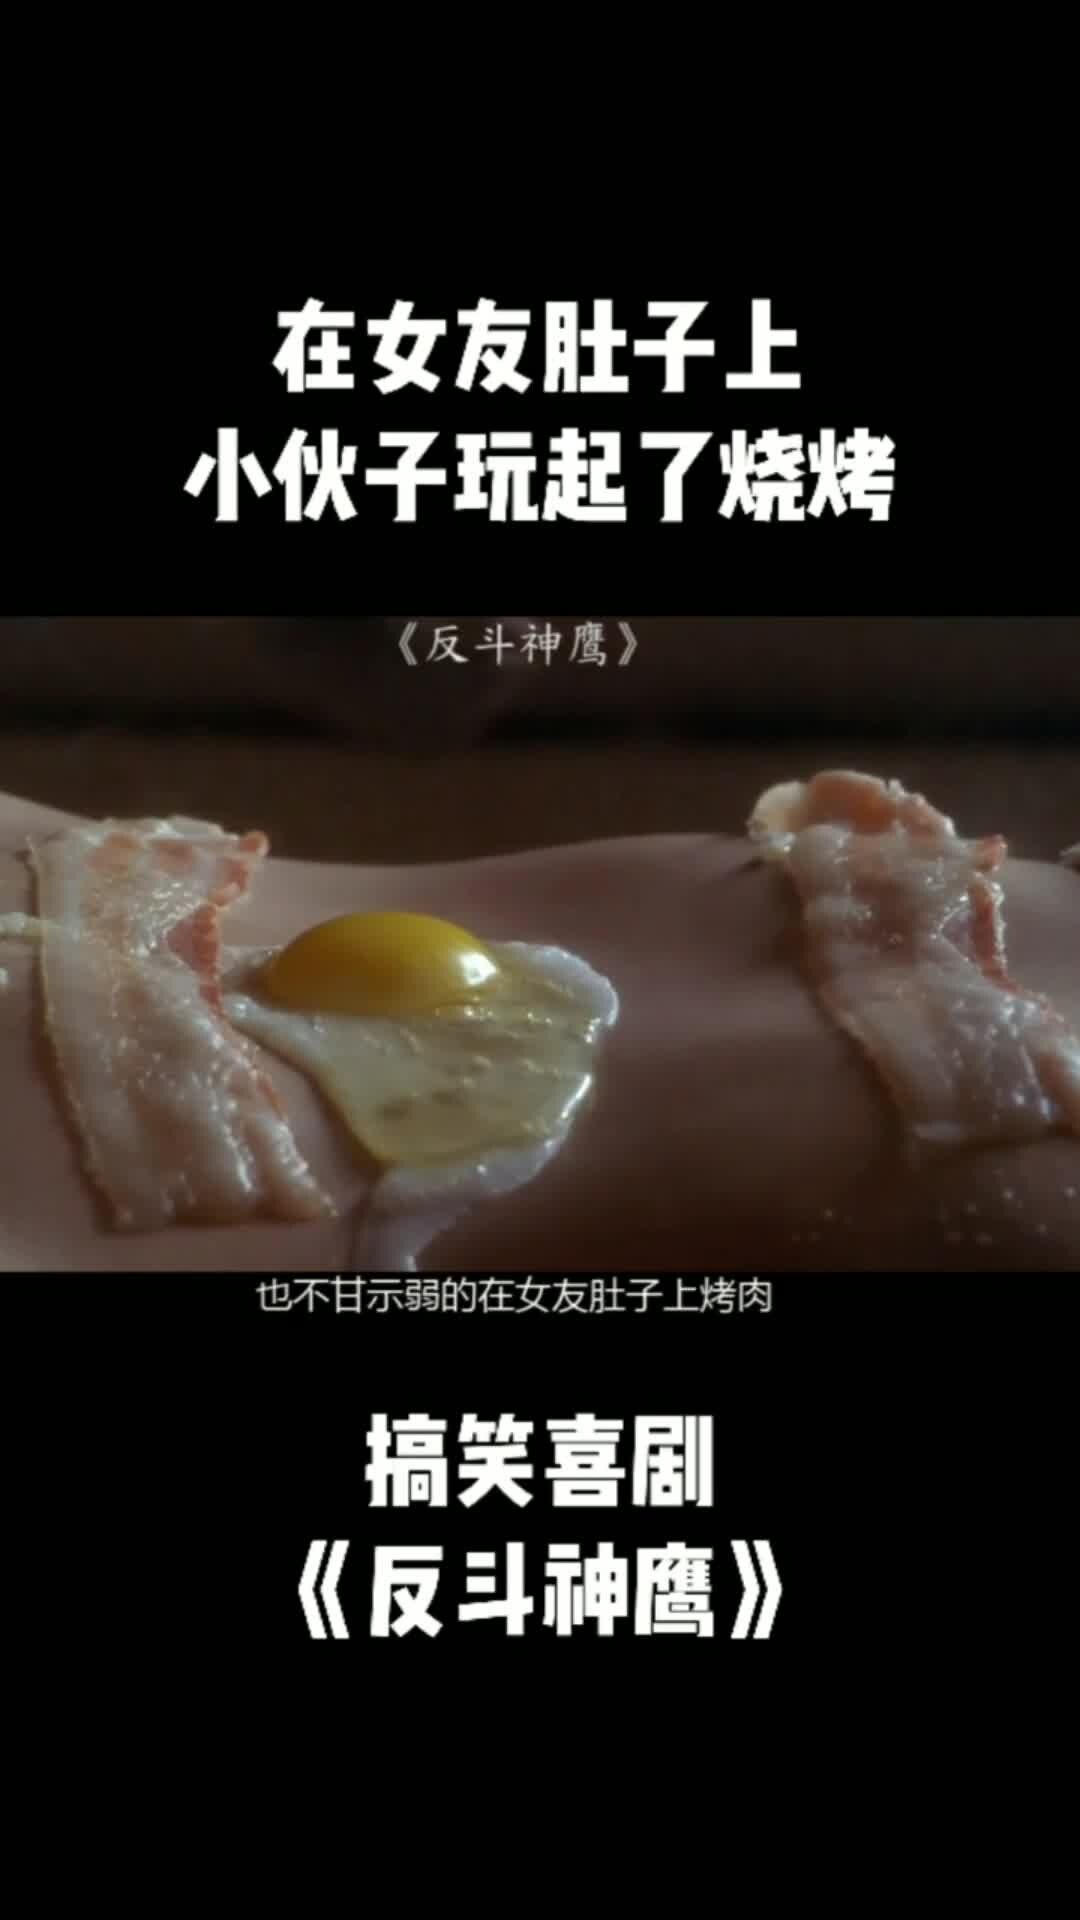 在女友肚子上
小伙子玩起了烧烤
《反斗神鹰》
也不甘示弱的在女友肚子上烤肉
搞笑喜剧
《反斗神鹰》